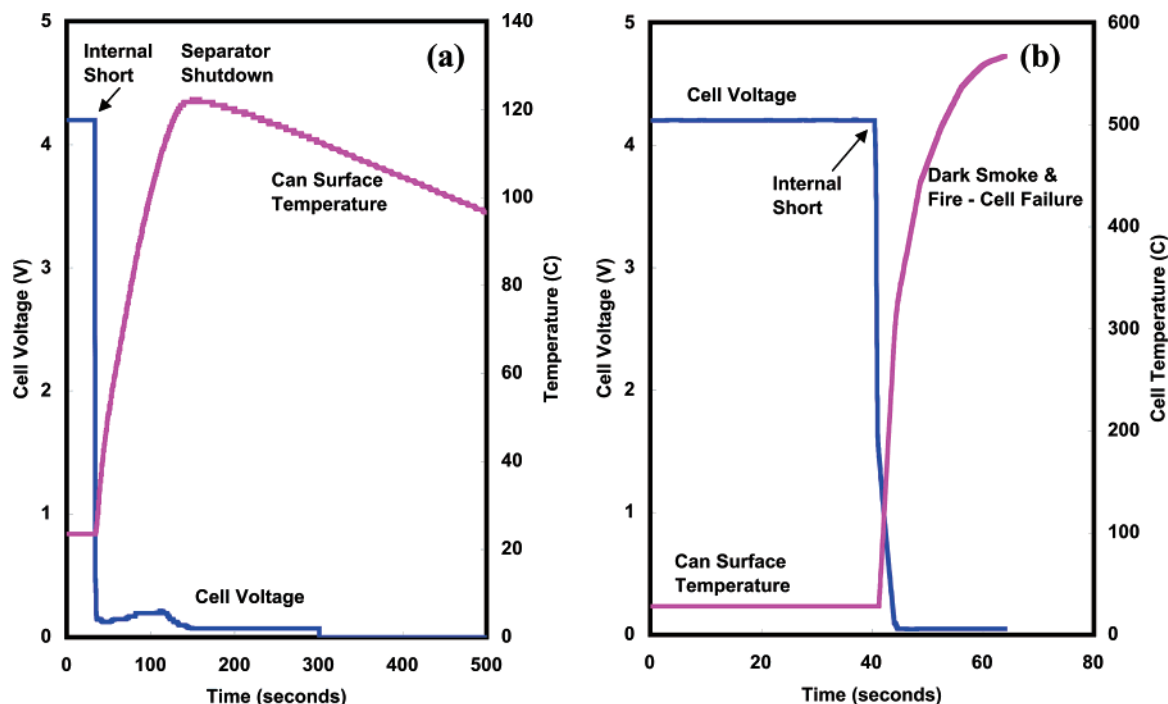 (a)
Internal
Short
Separator
Shutdown
Can Surface
Temperature
Cell Voltage
Cell Voltage (V)
5
4
3
2
1
0
Temperature (C)
140
120
100
80
60
40
20
0
0 100 200 300 400 500
Time (seconds)
(b)
Cell Voltage
Internal
Short
Dark Smoke &
Fire - Cell Failure
Can Surface
Temperature
Cell Voltage (V)
5
4
3
2
1
0
Cell Temperature (C)
600
500
400
300
200
100
0
0 20 40 60 80
Time (seconds)